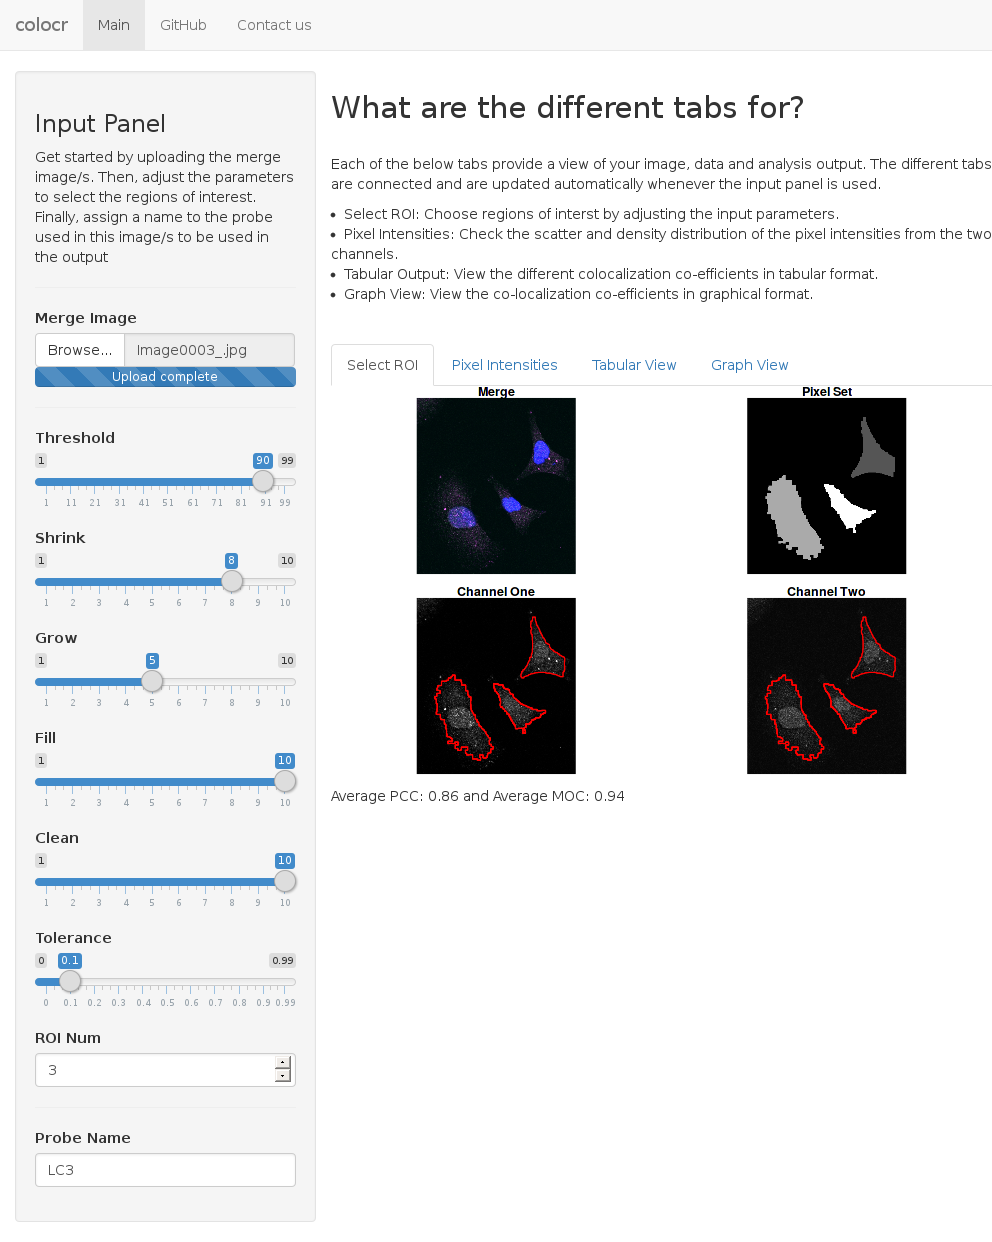 colocr Main GitHub Contact us
Input Panel
Get started by uploading the merge
image/s. Then, adjust the parameters
to select the regions of interest.
Finally, assign a name to the probe
used in this image/s to be used in
the output
Merge Image
Browse... Image0003_.jpg
Upload complete
Threshold
1 90 99
1 11 21 31 41 51 61 71 81 91 99
Shrink
1 8 10
1 2 3 4 5 6 7 8 9 10
Grow
1 5 10
1 2 3 4 5 6 7 8 9 10
Fill
1 10
1 2 3 4 5 6 7 8 9 10
Clean
1 10
1 2 3 4 5 6 7 8 9 10
Tolerance
0 0.1 0.99
0 0.1 0.2 0.3 0.4 0.5 0.6 0.7 0.8 0.9 0.99
ROI Num
3
Probe Name
LC3
What are the different tabs for?
Each of the below tabs provide a view of your image, data and analysis output. The different tabs
are connected and are updated automatically whenever the input panel is used.
• Select ROI: Choose regions of interst by adjusting the input parameters.
• Pixel Intensities: Check the scatter and density distribution of the pixel intensities from the two
channels.
• Tabular Output: View the different colocalization co-efficients in tabular format.
• Graph View: View the co-localization co-efficients in graphical format.
Select ROI Pixel Intensities Tabular View Graph View
Merge Pixel Set
Channel One Channel Two
Average PCC: 0.86 and Average MOC: 0.94